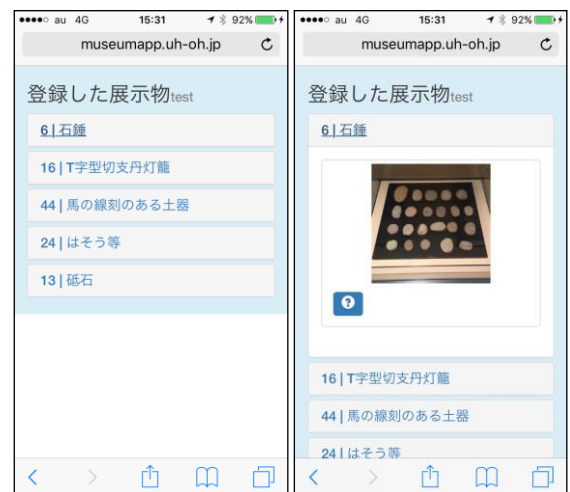 au 4G 15:31 92%
museumapp.uh-oh.jp
登録した展示物test
6 | 石錘
16 | T字型切支丹灯籠
44 | 馬の線刻のある土器
24 | はそう等
13 | 砥石
au 4G 15:31 92%
museumapp.uh-oh.jp
登録した展示物test
6 | 石錘
?
16 | T字型切支丹灯籠
44 | 馬の線刻のある土器
24 | はそう等